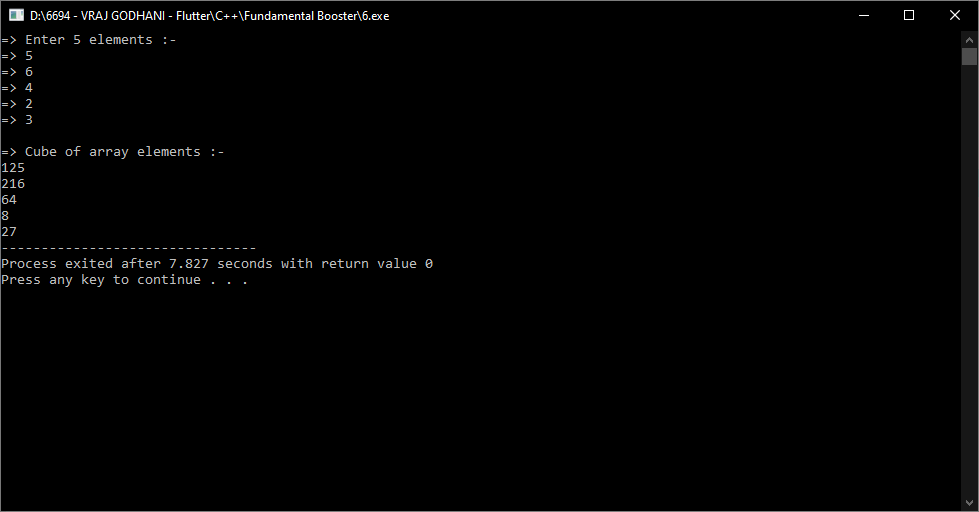 D:\6694 - VRAJ GODHANI - Flutter\C++\Fundamental Booster\6.exe
=> Enter 5 elements :-
=> 5
=> 6
=> 4
=> 2
=> 3
=> Cube of array elements :-
125
216
64
8
27
--------------------------------
Process exited after 7.827 seconds with return value 0
Press any key to continue . . .